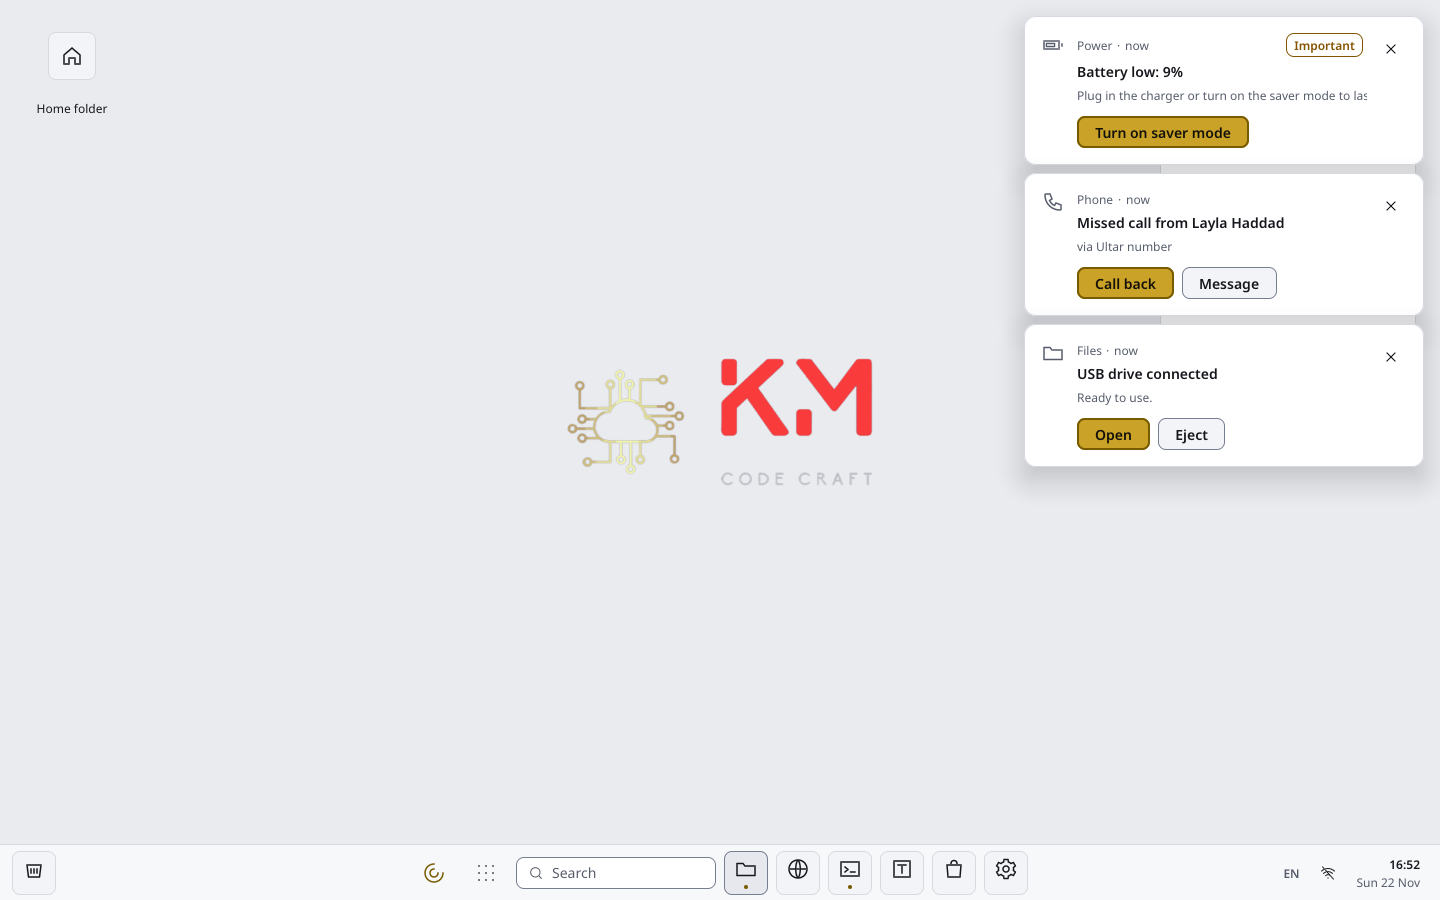 Home folder
Power · now
Important
Battery low: 9%
Plug in the charger or turn on the saver mode to las
Turn on saver mode
Phone · now
Missed call from Layla Haddad
via Ultar number
Call back
Message
Files · now
USB drive connected
Ready to use.
Open
Eject
KM
CODE CRAFT
Search
EN
16:52
Sun 22 Nov